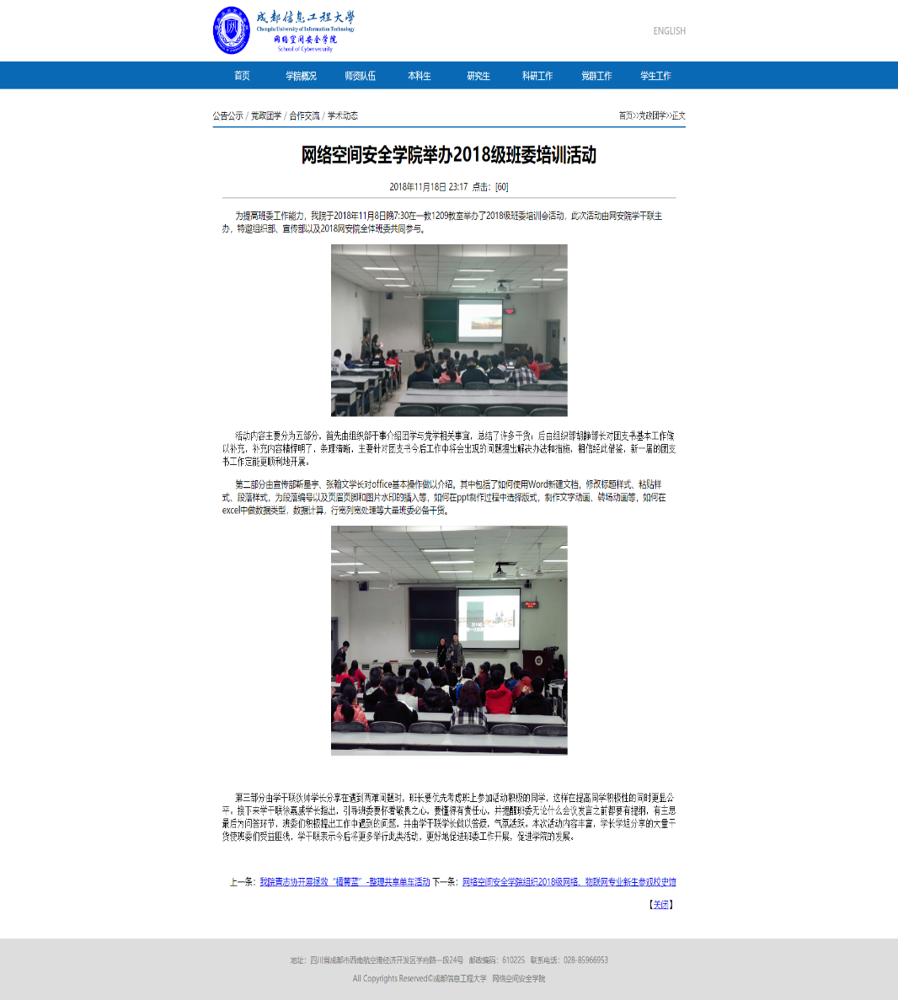 成都信息工程大學
Chengdu University of Information Technology
网络空间安全学院
School of Cybersecurity
ENGLISH
首页 学院概况 师资队伍 本科生 研究生 科研工作 党群工作 学生工作
公告公示 / 党政团学 / 合作交流 / 学术动态
首页>>党政团学>>正文
网络空间安全学院举办2018级班委培训活动
2018年11月18日 23:17 点击：[60]
为提高班委工作能力，我院于2018年11月8日晚7:30在一教1209教室举办了2018级班委培训会活动，此次活动由网安院学干联主
办，特邀组织部、宣传部以及2018网安院全体班委共同参与。
活动内容主要分为五部分。首先由组织部干事介绍团学与党学相关事宜，总结了许多干货；后由组织部胡静部长对团支书基本工作做
以补充，补充内容精悍明了，条理清晰，主要针对团支书今后工作中将会出现的问题提出解决办法和措施，相信经此借鉴，新一届的团支
书工作定能更顺利地开展。
第二部分由宣传部靳星宇、张翰文学长对office基本操作做以介绍。其中包括了如何使用Word新建文档，修改标题样式、粘贴样
式、段落样式，为段落编号以及页眉页脚和图片水印的插入等，如何在ppt制作过程中选择版式，制作文字动画、转场动画等，如何在
excel中做数据类型，数据计算，行宽列宽处理等大量班委必备干货。
第三部分由学干联狄帅学长分享在遇到两难问题时，班长要优先考虑班上参加活动积极的同学，这样在提高同学积极性的同时更显公
平。接下来学干联徐嘉威学长指出，引导班委要怀着敬畏之心，要懂得有责任心，并提醒班委无论什么会议发言之前都要有提纲，有主见
最后为问答环节，班委们积极提出工作中遇到的问题，并由学干联学长做以答疑，气氛活跃。本次活动内容丰富，学长学姐分享的大量干
货使班委们受益匪浅，学干联表示今后将更多举行此类活动，更好地促进班委工作开展，促进学院的发展。
上一条：我院青志协开展拯救“橘黄蓝”-整理共享单车活动 下一条：网络空间安全学院组织2018级网络、物联网专业新生参观校史馆
【关闭】
地址：四川省成都市西南航空港经济开发区学府路一段24号 邮政编码：610225 联系电话：028-85966953
All Copyrights Reserved©成都信息工程大学 网络空间安全学院